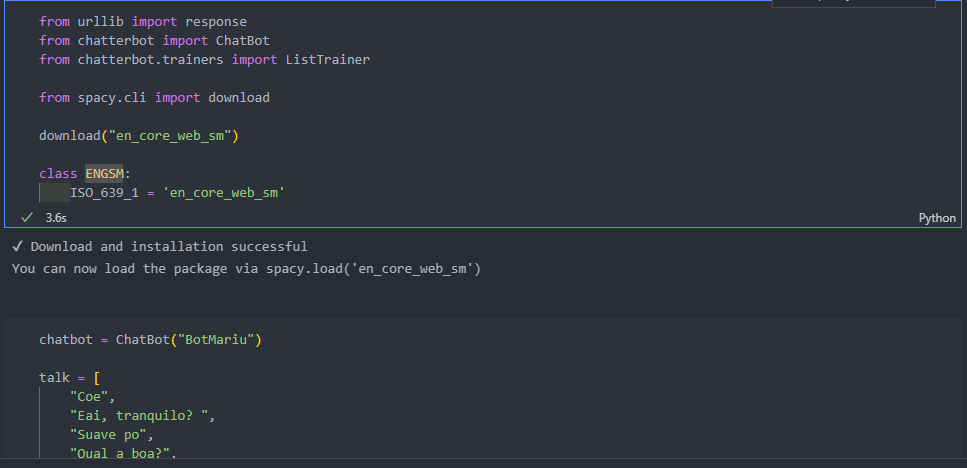 from urllib import response
from chatterbot import ChatBot
from chatterbot.trainers import ListTrainer
from spacy.cli import download
download("en_core_web_sm")
class ENGSM:
ISO_639_1 = 'en_core_web_sm'
✓ 3.6s Python
✓ Download and installation successful
You can now load the package via spacy.load('en_core_web_sm')
chatbot = ChatBot("BotMariu")
talk = [
"Coe",
"Eai, tranquilo? ",
"Suave po",
"Qual a boa?",